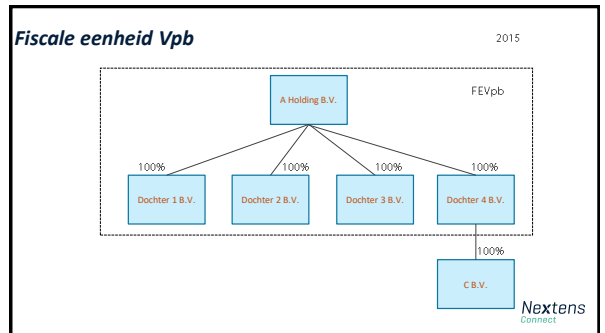 Fiscale eenheid Vpb
2015
FEVpb
A Holding B.V.
100%
100%
100%
100%
Dochter 1 B.V.
Dochter 2 B.V.
Dochter 3 B.V.
Dochter 4 B.V.
100%
C B.V.
Nextens
Connect